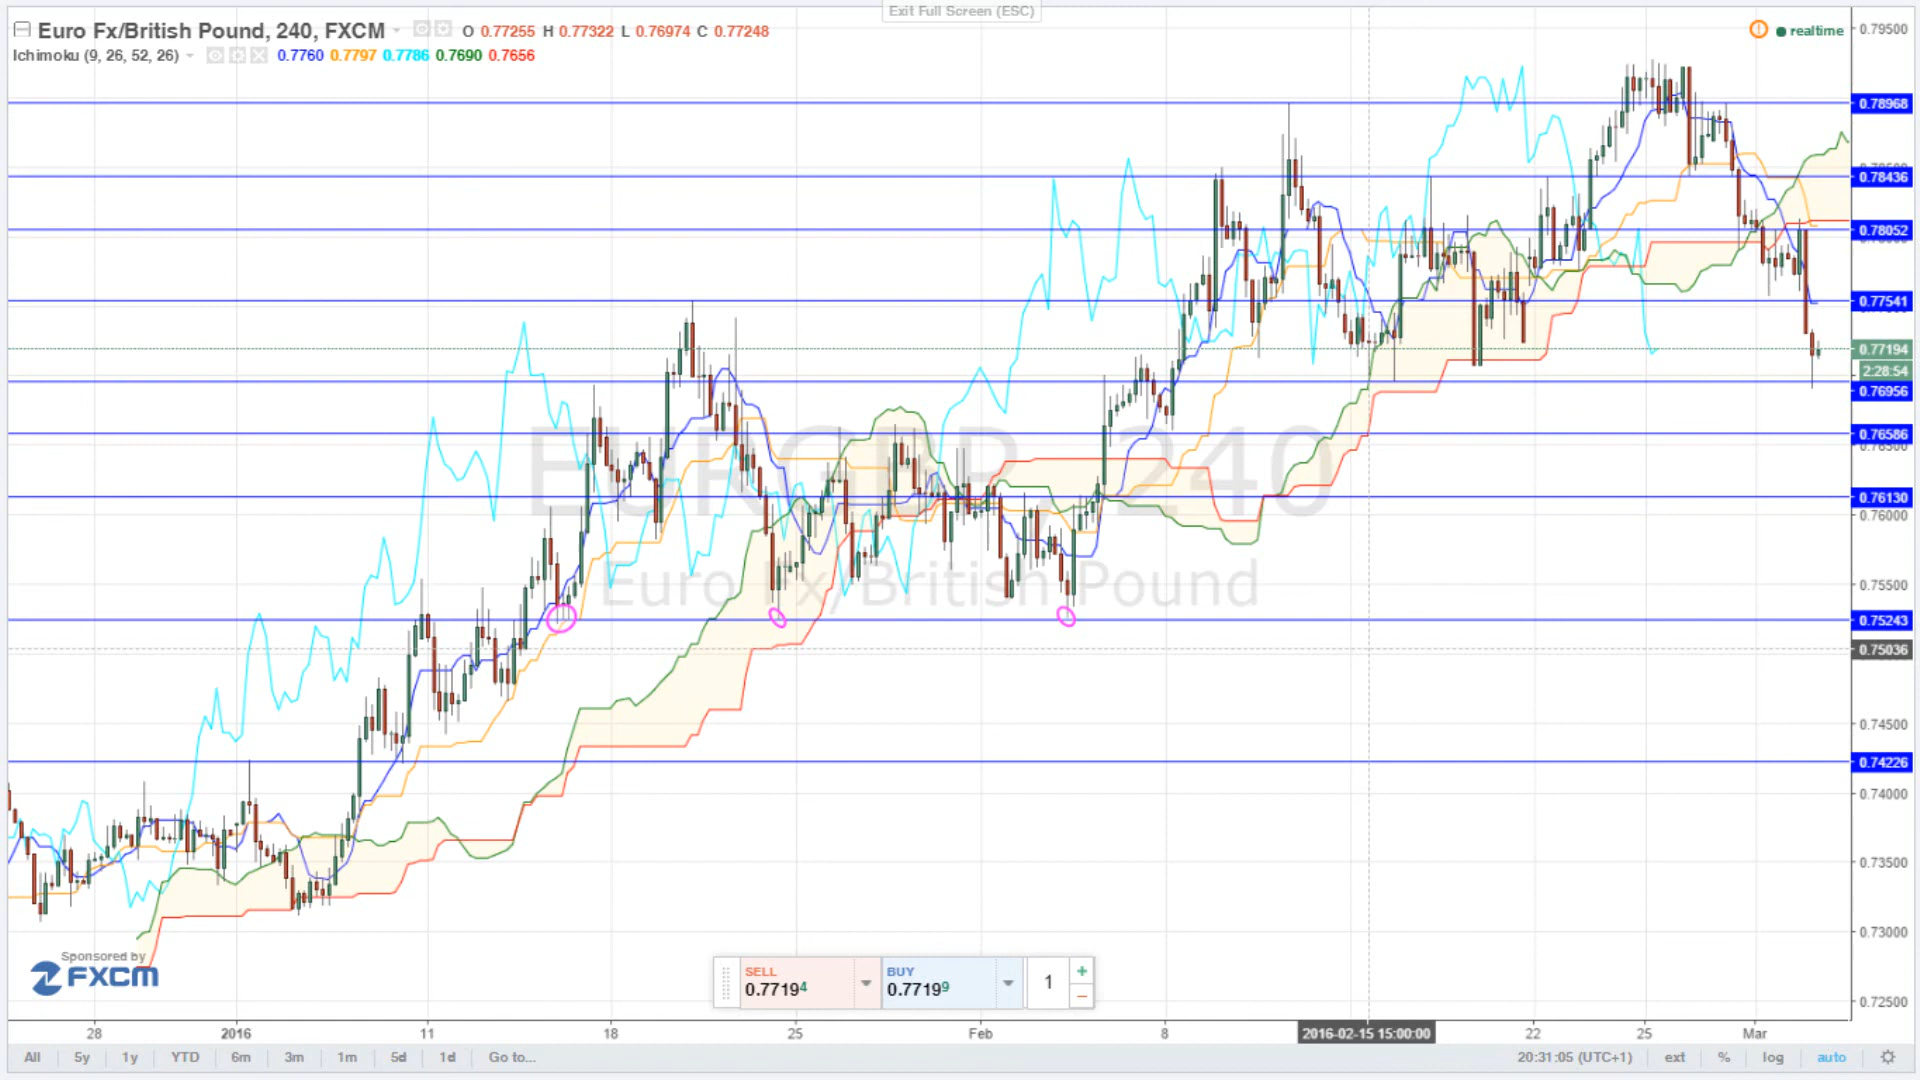 Exit Full Screen (ESC)
Euro Fx/British Pound, 240, FXCM
O 0.77255 H 0.77322 L 0.76974 C 0.77248
Ichimoku (9, 26, 52, 26) 0.7760 0.7797 0.7786 0.7690 0.7656
realtime
0.79500
0.78968
0.78436
0.78052
0.77541
0.77194
2:28:54
0.76956
0.76586
0.76500
0.76130
0.76000
0.75500
0.75243
0.75036
0.74500
0.74226
0.74000
0.73500
0.73000
0.72500
EURGBP, 240
Euro Fx/British Pound
Sponsored by
FXCM
SELL
0.77194
BUY
0.77199
1
+
−
28 2016 11 18 25 Feb 8 2016-02-15 15:00:00 22 25 Mar
All 5y 1y YTD 6m 3m 1m 5d 1d Go to... 20:31:05 (UTC+1) ext % log auto